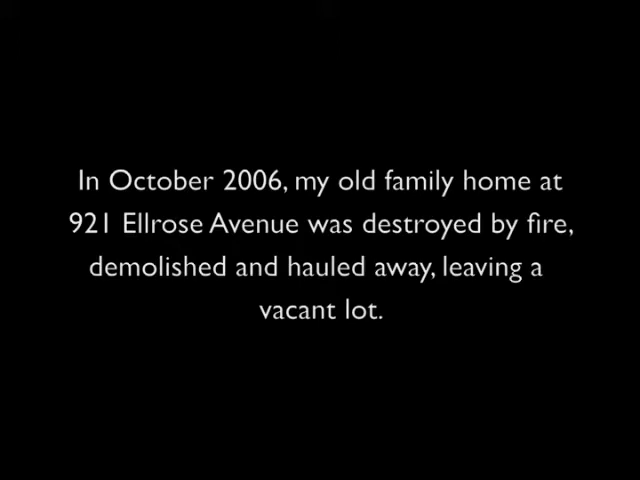 In October 2006, my old family home at
921 Ellrose Avenue was destroyed by fire,
demolished and hauled away, leaving a
vacant lot.